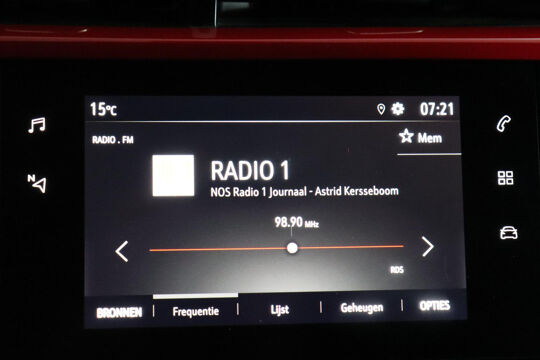 15°C 07:21
RADIO . FM
Mem
RADIO 1
NOS Radio 1 Journaal - Astrid Kersseboom
N
98.90 MHz
RDS
BRONNEN Frequentie Lijst Geheugen OPTIES